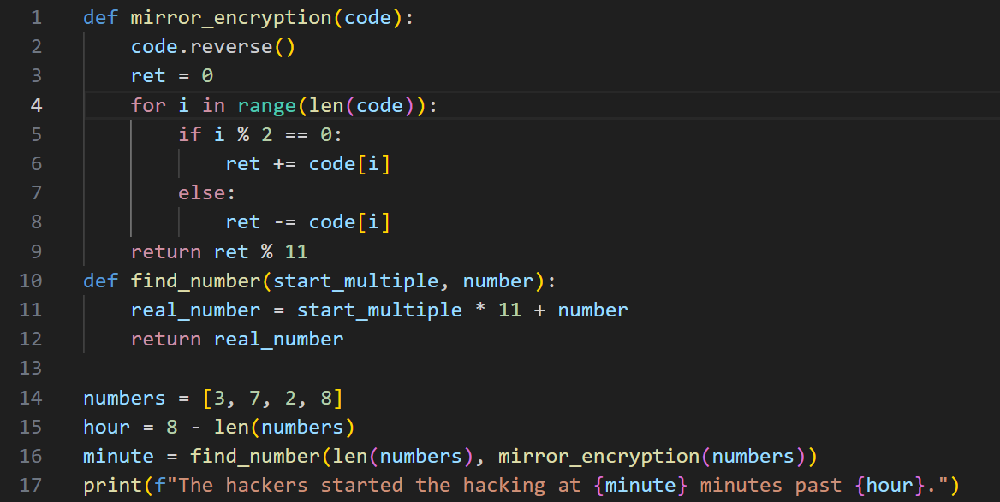 1 def mirror_encryption(code):
2     code.reverse()
3     ret = 0
4     for i in range(len(code)):
5         if i % 2 == 0:
6             ret += code[i]
7         else:
8             ret -= code[i]
9     return ret % 11
10 def find_number(start_multiple, number):
11     real_number = start_multiple * 11 + number
12     return real_number
13
14 numbers = [3, 7, 2, 8]
15 hour = 8 - len(numbers)
16 minute = find_number(len(numbers), mirror_encryption(numbers))
17 print(f"The hackers started the hacking at {minute} minutes past {hour}.")